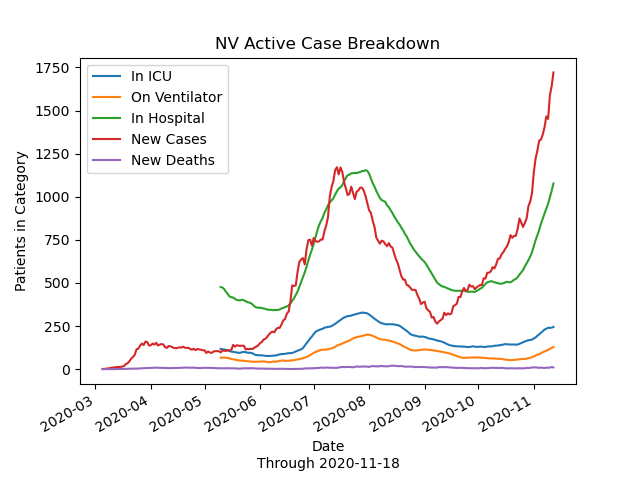 NV Active Case Breakdown
In ICU
On Ventilator
In Hospital
New Cases
New Deaths
Patients in Category
1750
1500
1250
1000
750
500
250
0
2020-03
2020-04
2020-05
2020-06
2020-07
2020-08
2020-09
2020-10
2020-11
Date
Through 2020-11-18